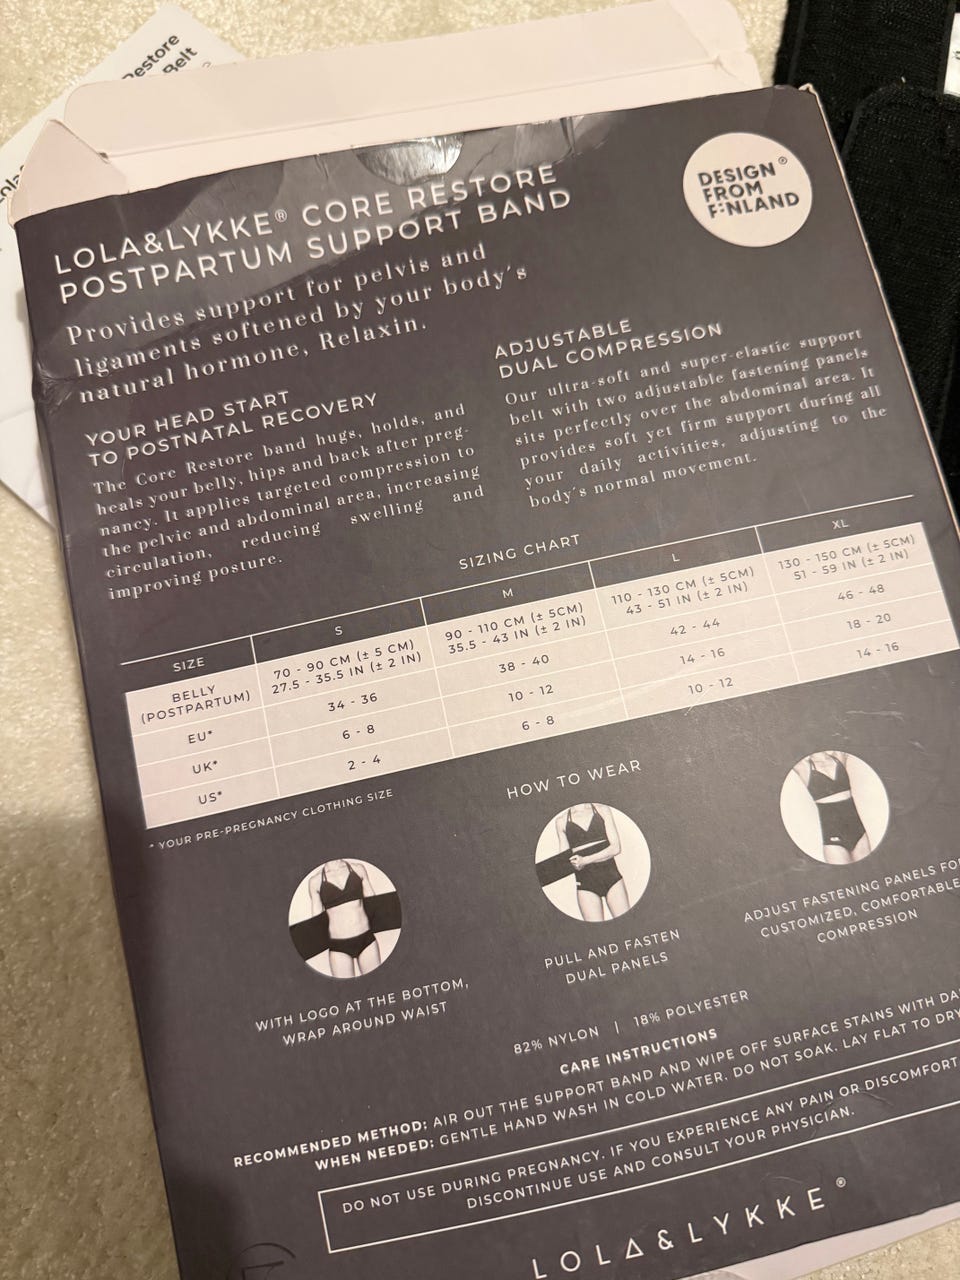 Restore
Belt
LOLA&LYKKE® CORE RESTORE
POSTPARTUM SUPPORT BAND
DESIGN®
FROM
FINLAND
Provides support for pelvis and
ligaments softened by your body's
natural hormone, Relaxin.
YOUR HEAD START
TO POSTNATAL RECOVERY
The Core Restore band hugs, holds, and
heals your belly, hips and back after preg-
nancy. It applies targeted compression to
the pelvic and abdominal area, increasing
circulation, reducing swelling and
improving posture.
ADJUSTABLE
DUAL COMPRESSION
Our ultra-soft and super-elastic support
belt with two adjustable fastening panels
sits perfectly over the abdominal area. It
provides soft yet firm support during all
your daily activities, adjusting to the
body's normal movement.
SIZING CHART
SIZE S M L XL
BELLY (POSTPARTUM) 70 - 90 CM (± 5 CM) 90 - 110 CM (± 5CM) 110 - 130 CM (± 5CM) 130 - 150 CM (± 5CM)
27.5 - 35.5 IN (± 2 IN) 35.5 - 43 IN (± 2 IN) 43 - 51 IN (± 2 IN) 51 - 59 IN (± 2 IN)
EU* 34 - 36 38 - 40 42 - 44 46 - 48
UK* 6 - 8 10 - 12 14 - 16 18 - 20
US* 2 - 4 6 - 8 10 - 12 14 - 16
* YOUR PRE-PREGNANCY CLOTHING SIZE
HOW TO WEAR
WITH LOGO AT THE BOTTOM,
WRAP AROUND WAIST
PULL AND FASTEN
DUAL PANELS
ADJUST FASTENING PANELS FO
CUSTOMIZED, COMFORTABLE
COMPRESSION
82% NYLON | 18% POLYESTER
CARE INSTRUCTIONS
RECOMMENDED METHOD: AIR OUT THE SUPPORT BAND AND WIPE OFF SURFACE STAINS WITH DA
WHEN NEEDED: GENTLE HAND WASH IN COLD WATER. DO NOT SOAK. LAY FLAT TO DRY
DO NOT USE DURING PREGNANCY. IF YOU EXPERIENCE ANY PAIN OR DISCOMFORT
DISCONTINUE USE AND CONSULT YOUR PHYSICIAN.
LOLA&LYKKE®